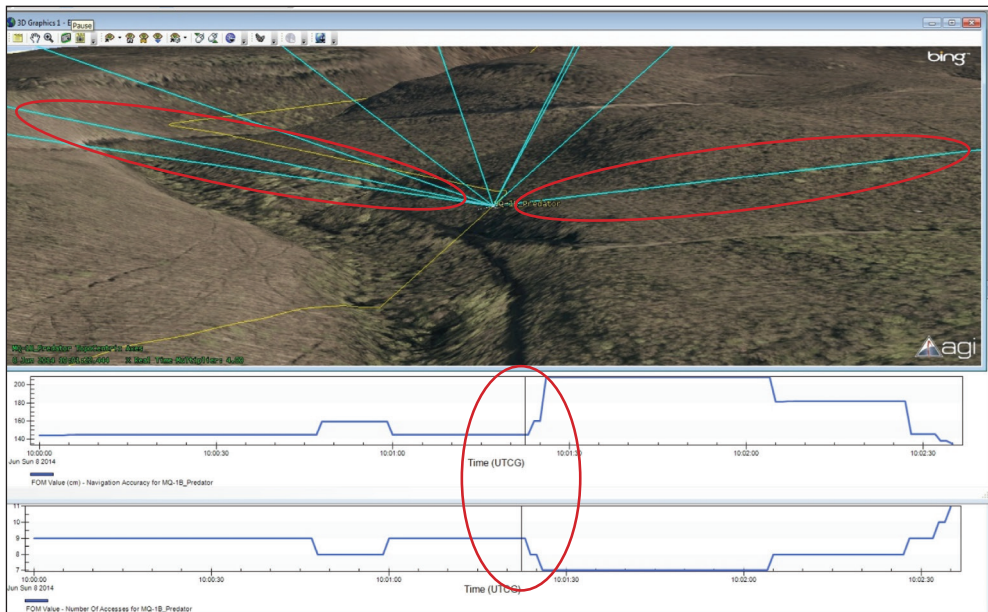 3D Graphics 1 - E
Pause
bing
MQ-1B_Predator
agi
200
180
160
140
10:00:00
10:00:30
10:01:00
10:01:30
10:02:00
10:02:30
Jun Sun 8 2014
Time (UTCG)
FOM Value (cm) - Navigation Accuracy for MQ-1B_Predator
11
10
9
8
7
10:00:00
10:00:30
10:01:00
10:01:30
10:02:00
10:02:30
Jun Sun 8 2014
Time (UTCG)
FOM Value - Number Of Accesses for MQ-1B_Predator